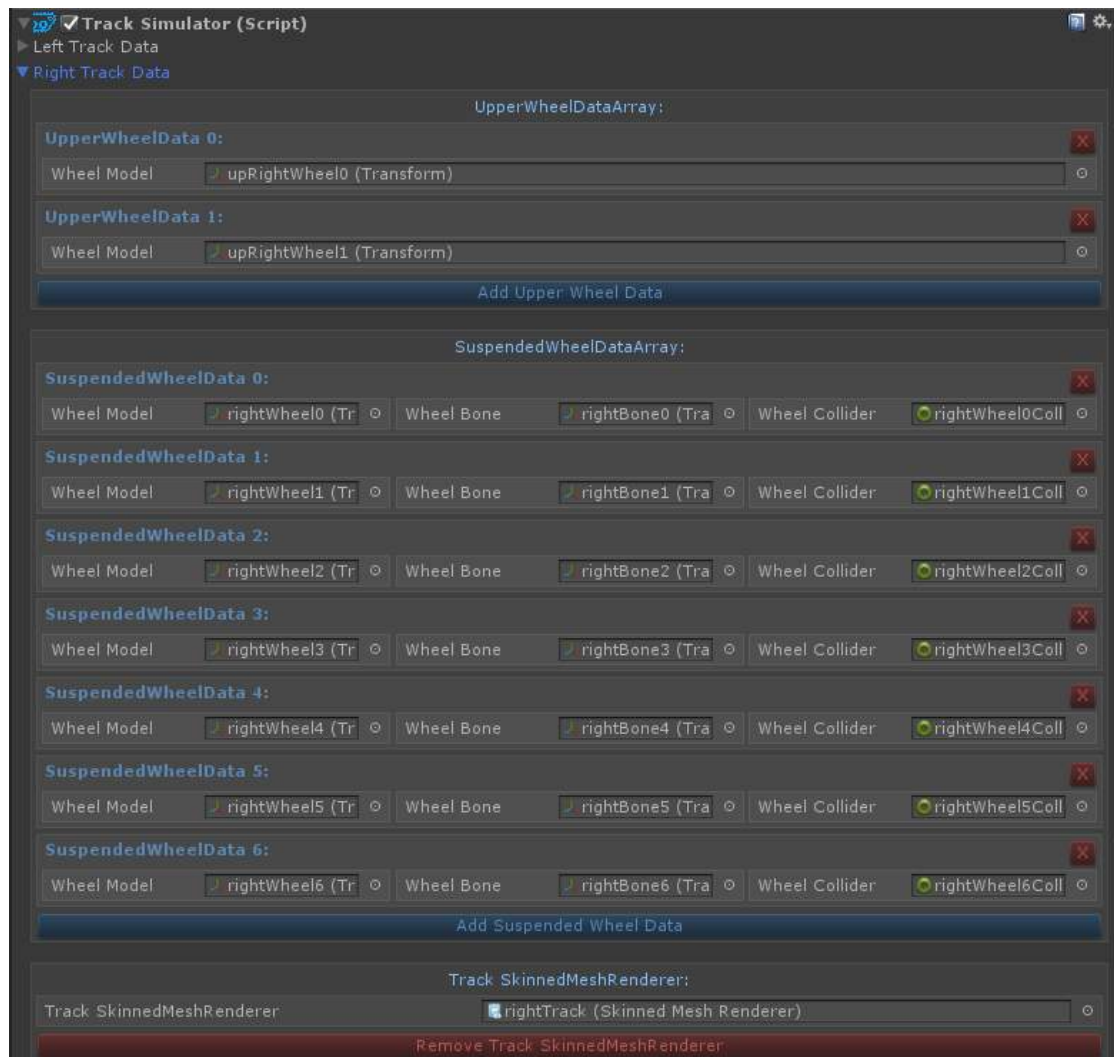 Track Simulator (Script)
Left Track Data
Right Track Data
UpperWheelDataArray:
UpperWheelData 0:
X
Wheel Model upRightWheel0 (Transform)
UpperWheelData 1:
X
Wheel Model upRightWheel1 (Transform)
Add Upper Wheel Data
SuspendedWheelDataArray:
SuspendedWheelData 0:
X
Wheel Model rightWheel0 (Tr Wheel Bone rightBone0 (Tra Wheel Collider rightWheel0Coll
SuspendedWheelData 1:
X
Wheel Model rightWheel1 (Tr Wheel Bone rightBone1 (Tra Wheel Collider rightWheel1Coll
SuspendedWheelData 2:
X
Wheel Model rightWheel2 (Tr Wheel Bone rightBone2 (Tra Wheel Collider rightWheel2Coll
SuspendedWheelData 3:
X
Wheel Model rightWheel3 (Tr Wheel Bone rightBone3 (Tra Wheel Collider rightWheel3Coll
SuspendedWheelData 4:
X
Wheel Model rightWheel4 (Tr Wheel Bone rightBone4 (Tra Wheel Collider rightWheel4Coll
SuspendedWheelData 5:
X
Wheel Model rightWheel5 (Tr Wheel Bone rightBone5 (Tra Wheel Collider rightWheel5Coll
SuspendedWheelData 6:
X
Wheel Model rightWheel6 (Tr Wheel Bone rightBone6 (Tra Wheel Collider rightWheel6Coll
Add Suspended Wheel Data
Track SkinnedMeshRenderer:
Track SkinnedMeshRenderer rightTrack (Skinned Mesh Renderer)
Remove Track SkinnedMeshRenderer